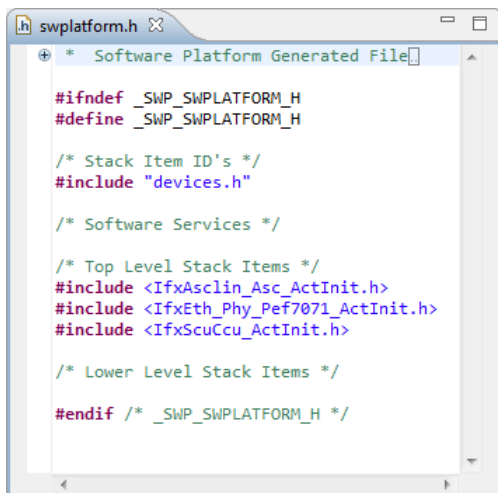 .h swplatform.h
* Software Platform Generated File..
#ifndef _SWP_SWPLATFORM_H
#define _SWP_SWPLATFORM_H
/* Stack Item ID's */
#include "devices.h"
/* Software Services */
/* Top Level Stack Items */
#include <IfxAsclin_Asc_ActInit.h>
#include <IfxEth_Phy_Pef7071_ActInit.h>
#include <IfxScuCcu_ActInit.h>
/* Lower Level Stack Items */
#endif /* _SWP_SWPLATFORM_H */